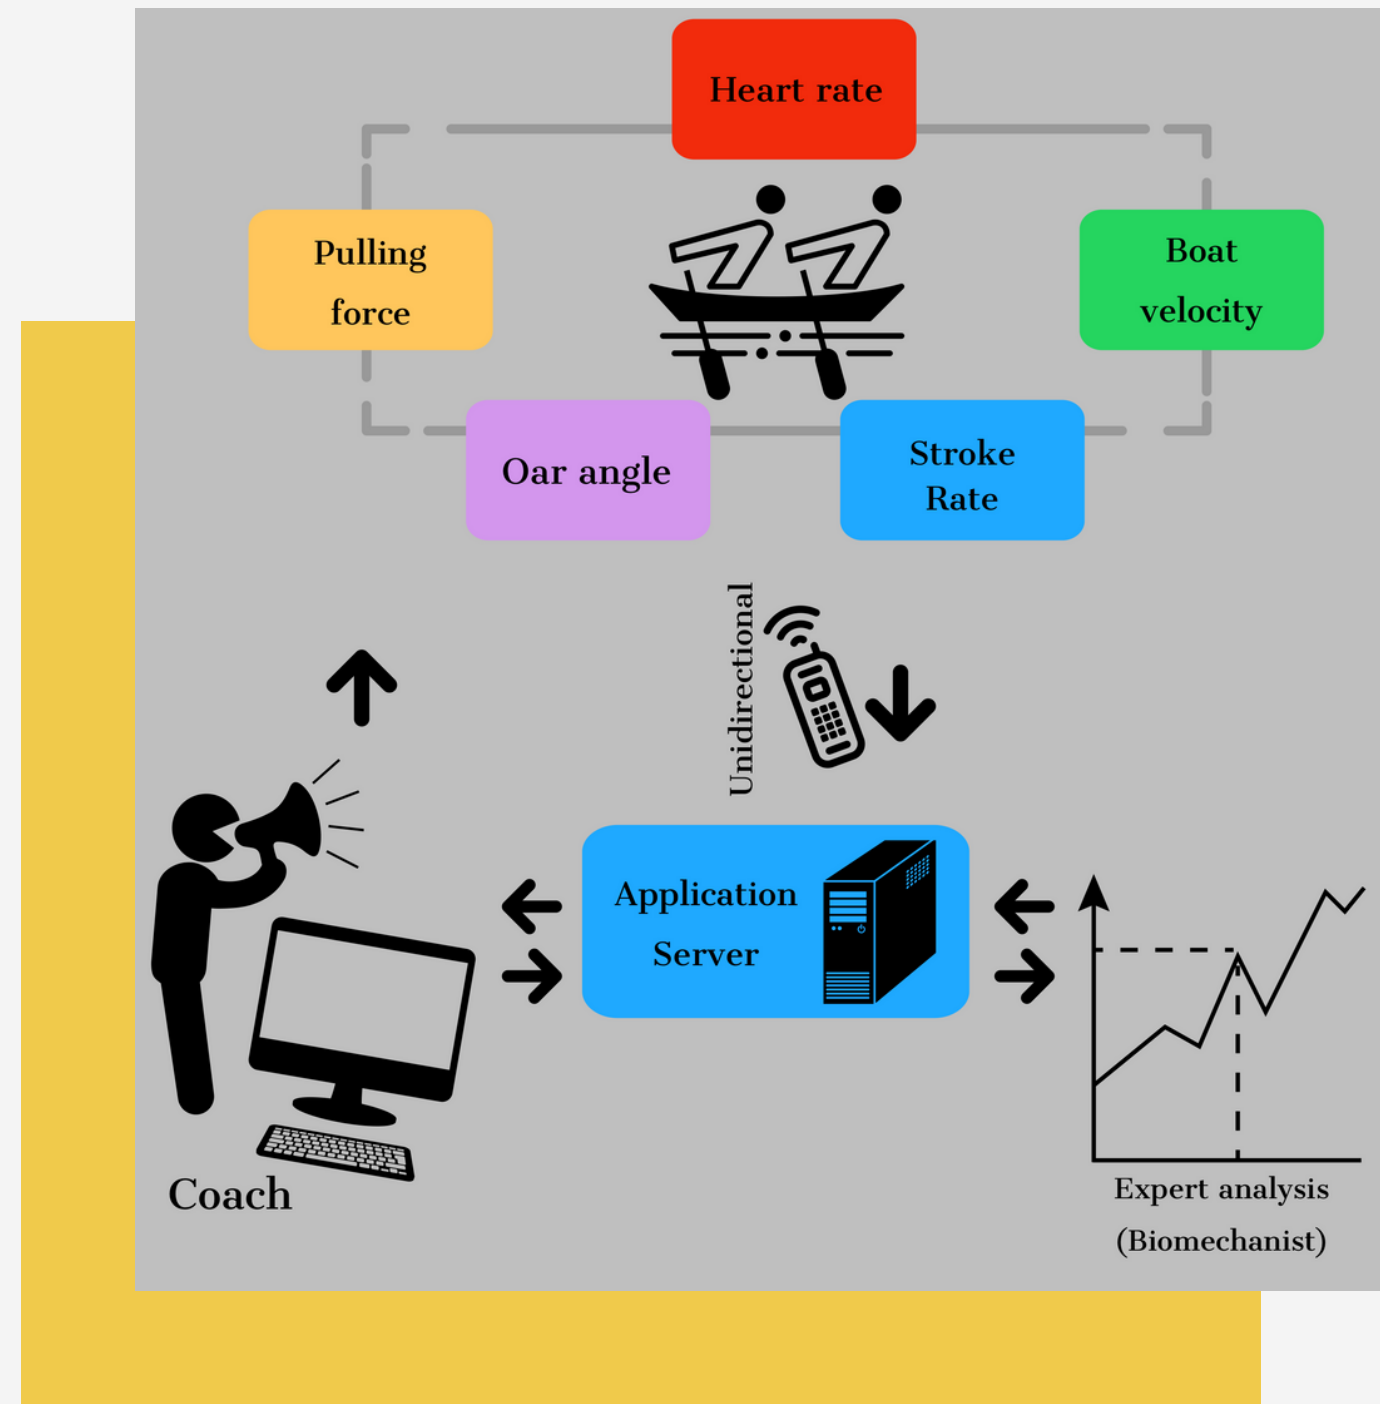 Heart rate
Pulling
force
Boat
velocity
Oar angle
Stroke
Rate
Unidirectional
Application
Server
Coach
Expert analysis
(Biomechanist)